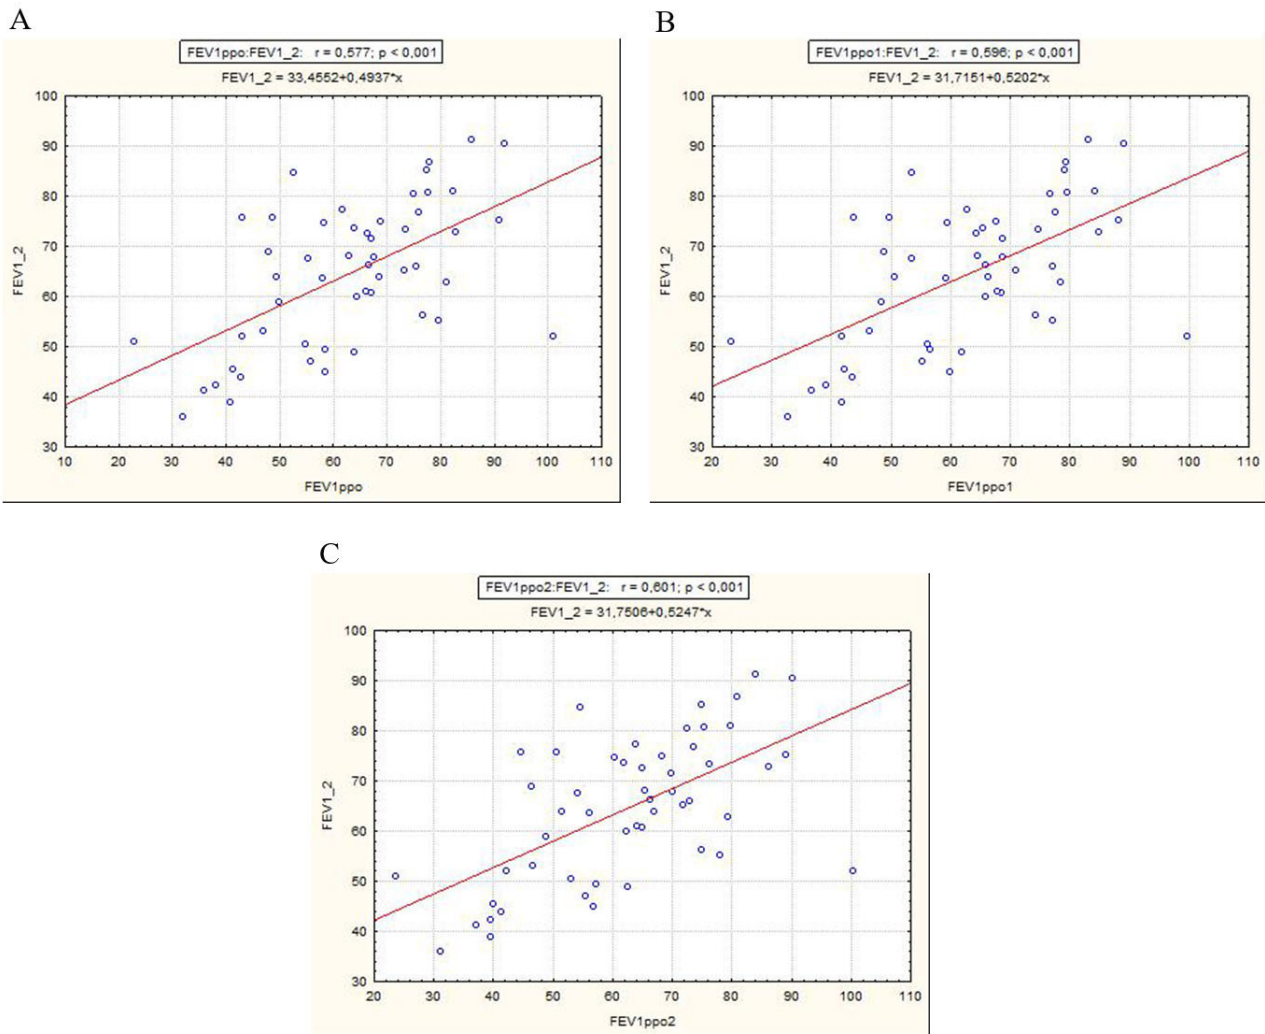 A
FEV1ppo:FEV1_2: r = 0,577; p < 0,001
FEV1_2 = 33,4552+0,4937*x
100
90
80
70
60
50
40
30
FEV1_2
10 20 30 40 50 60 70 80 90 100 110
FEV1ppo
B
FEV1ppo1:FEV1_2: r = 0,596; p < 0,001
FEV1_2 = 31,7151+0,5202*x
100
90
80
70
60
50
40
30
FEV1_2
20 30 40 50 60 70 80 90 100 110
FEV1ppo1
C
FEV1ppo2:FEV1_2: r = 0,601; p < 0,001
FEV1_2 = 31,7506+0,5247*x
100
90
80
70
60
50
40
30
FEV1_2
20 30 40 50 60 70 80 90 100 110
FEV1ppo2